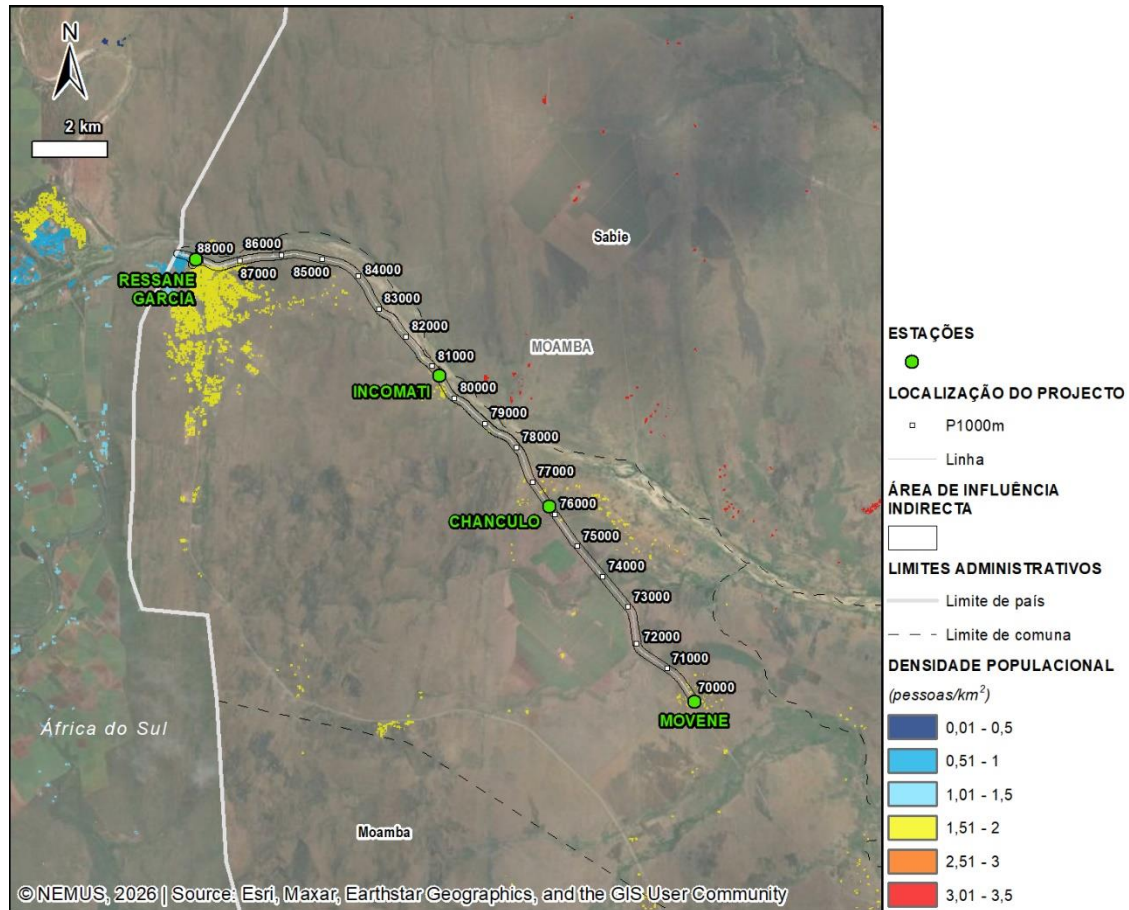 N
2 km
Sabie
88000
86000
87000
85000
84000
RESSANE
GARCIA
83000
82000
MOAMBA
81000
INCOMATI
80000
79000
78000
77000
76000
CHANCULO
75000
74000
73000
72000
71000
70000
MOVENE
África do Sul
Moamba
© NEMUS, 2026 | Source: Esri, Maxar, Earthstar Geographics, and the GIS User Community
ESTAÇÕES
LOCALIZAÇÃO DO PROJECTO
P1000m
Linha
ÁREA DE INFLUÊNCIA
INDIRECTA
LIMITES ADMINISTRATIVOS
Limite de país
Limite de comuna
DENSIDADE POPULACIONAL
(pessoas/km²)
0,01 - 0,5
0,51 - 1
1,01 - 1,5
1,51 - 2
2,51 - 3
3,01 - 3,5